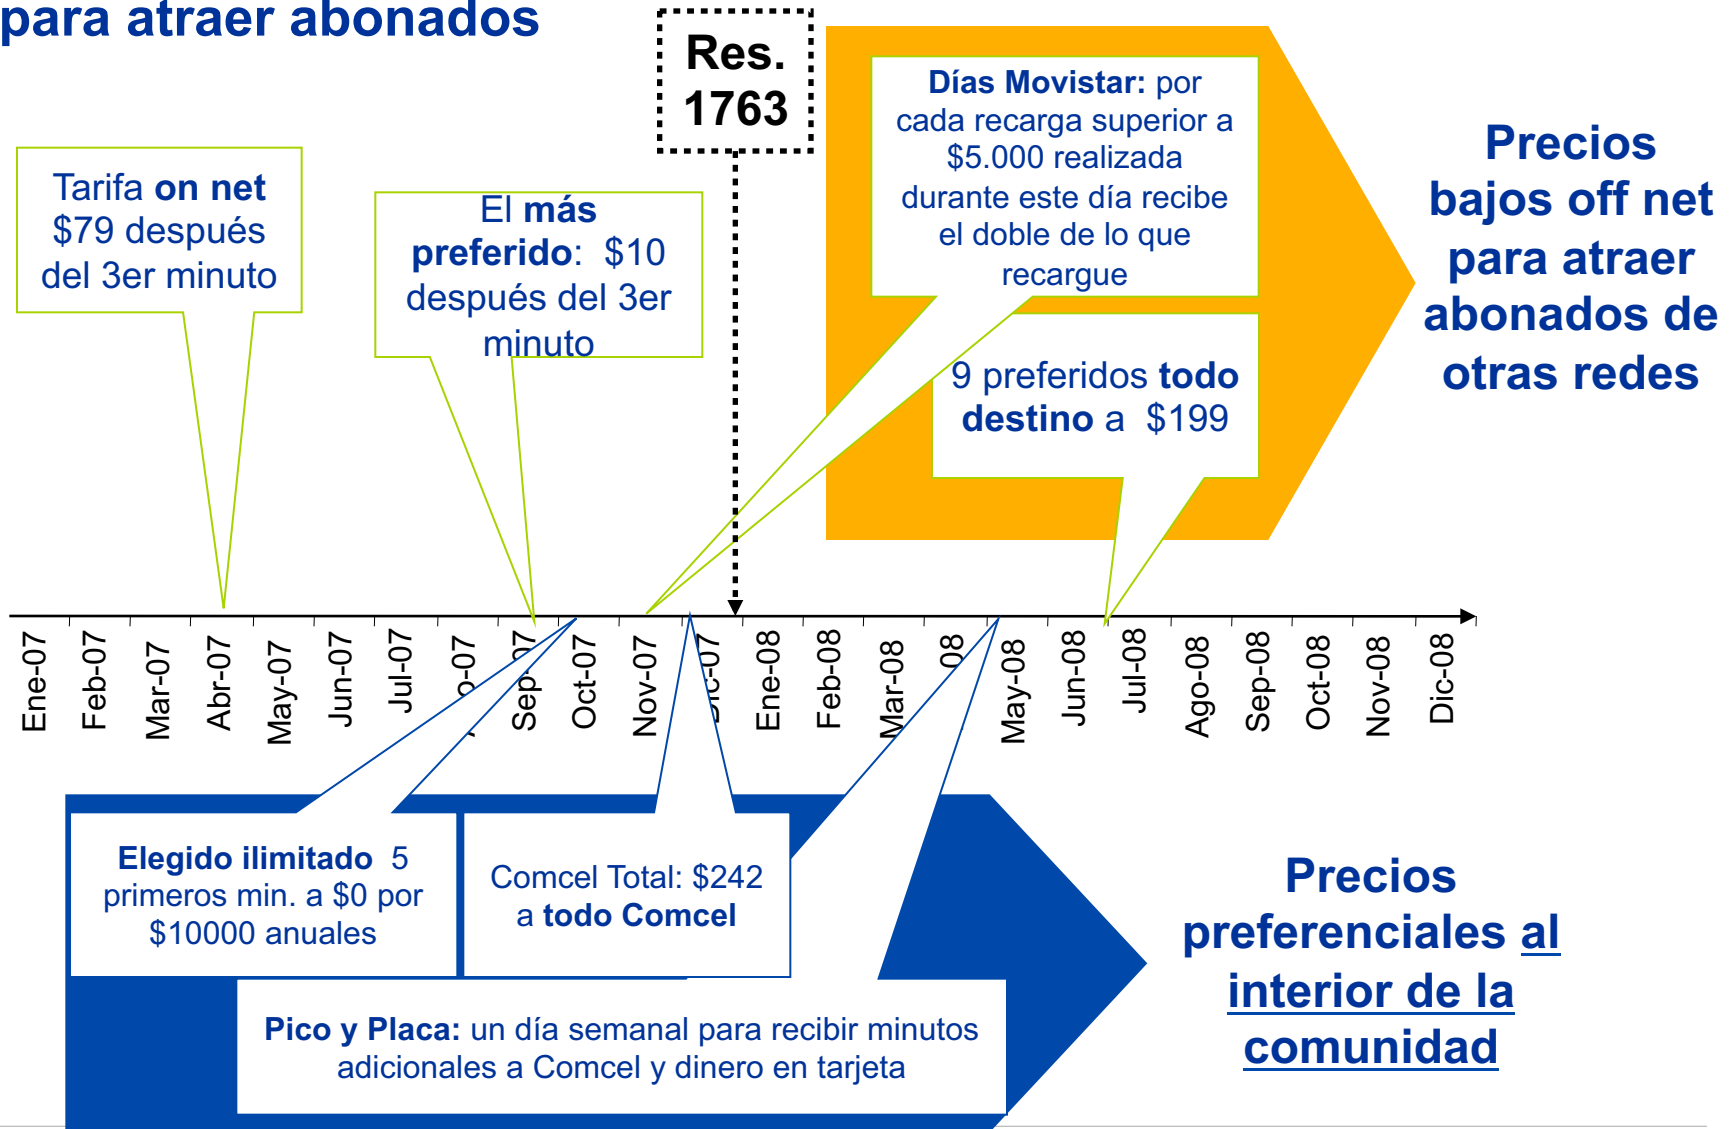 para atraer abonados
Res.
1763
Días Movistar: por
cada recarga superior a
$5.000 realizada
durante este día recibe
el doble de lo que
recargue
Precios
bajos off net
para atraer
abonados de
otras redes
Tarifa on net
$79 después
del 3er minuto
El más
preferido: $10
después del 3er
minuto
9 preferidos todo
destino a $199
Ene-07
Feb-07
Mar-07
Abr-07
May-07
Jun-07
Jul-07
o-07
Sep-07
Oct-07
Nov-07
Dic-07
Ene-08
Feb-08
Mar-08
08
May-08
Jun-08
Jul-08
Ago-08
Sep-08
Oct-08
Nov-08
Dic-08
Elegido ilimitado 5
primeros min. a $0 por
$10000 anuales
Comcel Total: $242
a todo Comcel
Pico y Placa: un día semanal para recibir minutos
adicionales a Comcel y dinero en tarjeta
Precios
preferenciales al
interior de la
comunidad